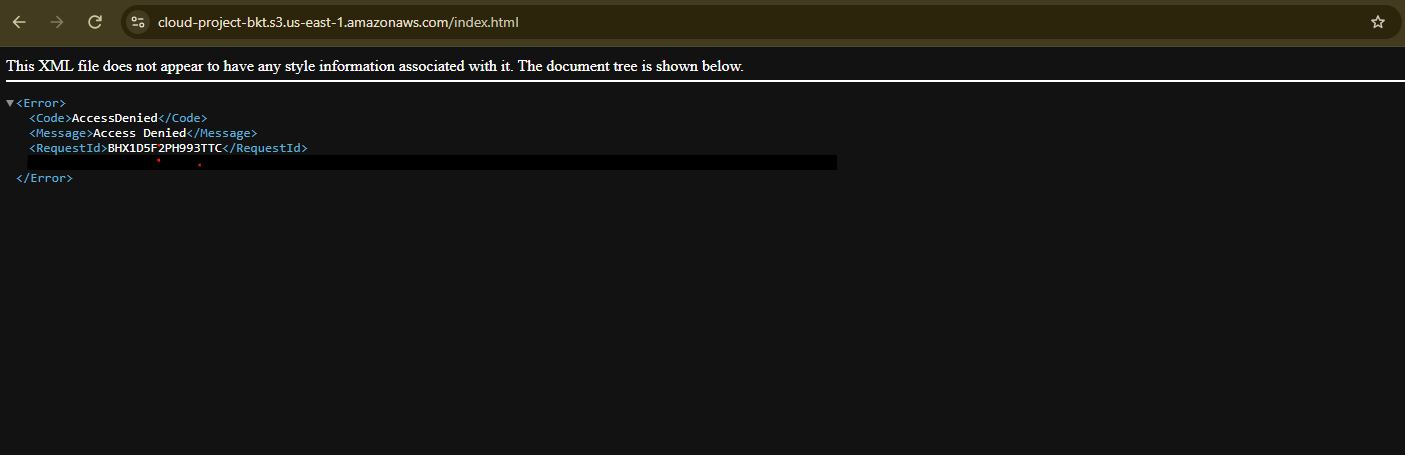 cloud-project-bkt.s3.us-east-1.amazonaws.com/index.html
This XML file does not appear to have any style information associated with it. The document tree is shown below.
▼<Error>
<Code>AccessDenied</Code>
<Message>Access Denied</Message>
<RequestId>BHX1D5F2PH993TTC</RequestId>
</Error>